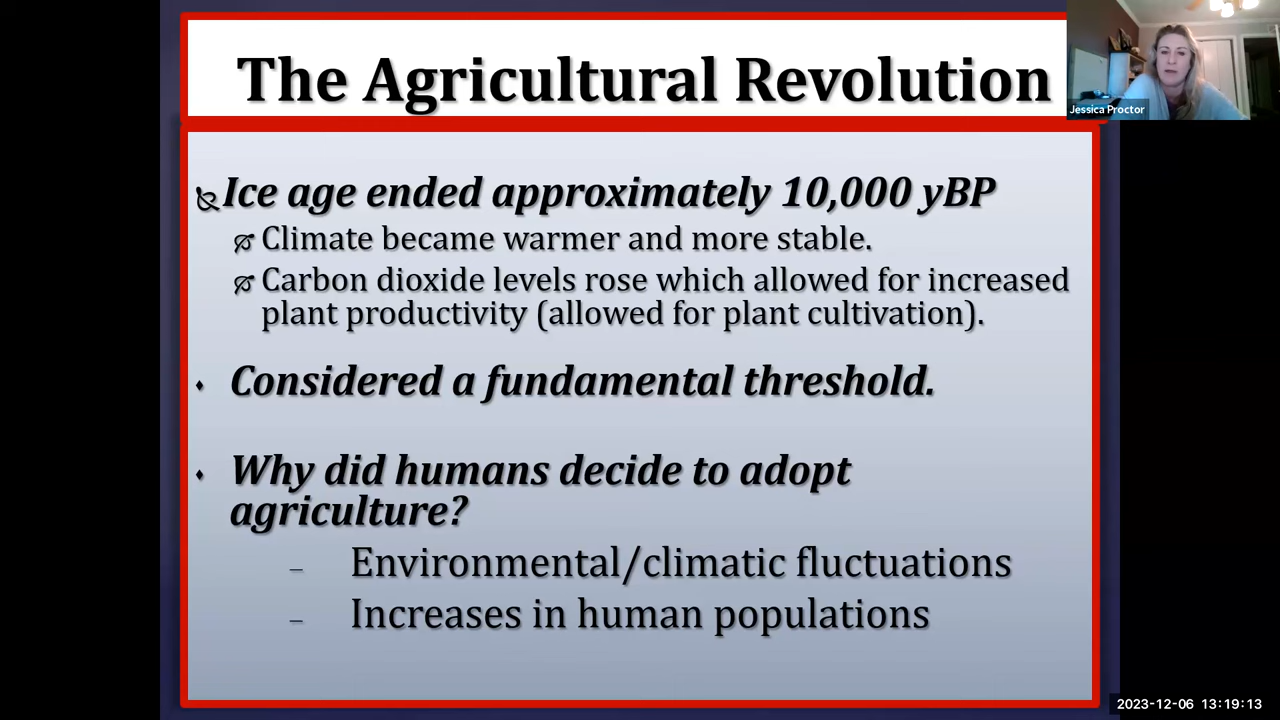 The Agricultural Revolution
Jessica Proctor
Ice age ended approximately 10,000 yBP
Climate became warmer and more stable.
Carbon dioxide levels rose which allowed for increased
plant productivity (allowed for plant cultivation).
Considered a fundamental threshold.
Why did humans decide to adopt
agriculture?
– Environmental/climatic fluctuations
– Increases in human populations
2023-12-06 13:19:13